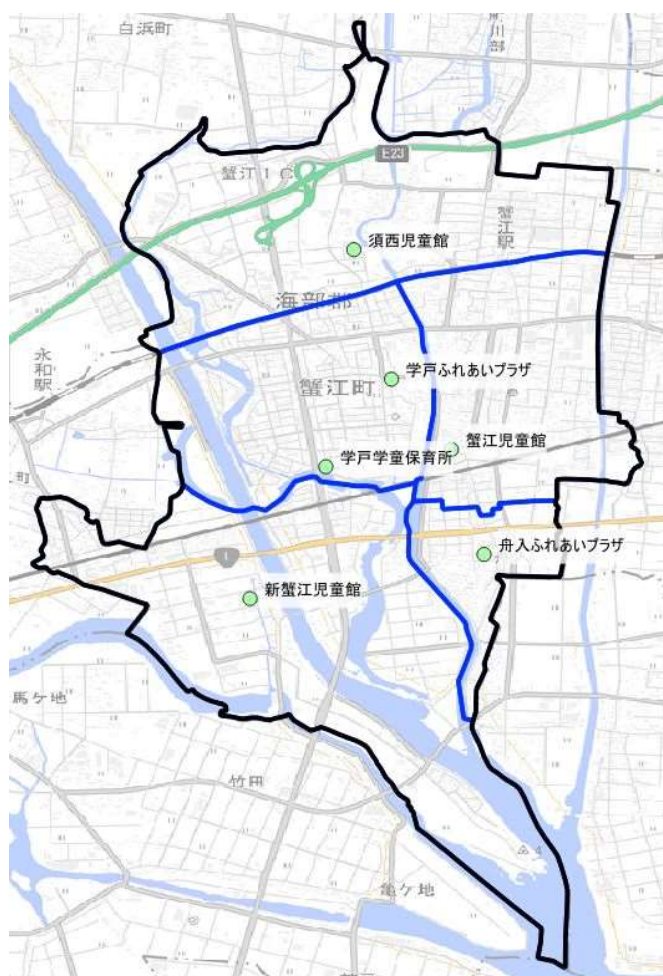 白浜町
E23
蟹江IC
蟹江駅
須西児童館
海部郡
永和駅
学戸ふれあいプラザ
蟹江町
蟹江児童館
学戸学童保育所
舟入ふれあいプラザ
1
新蟹江児童館
馬ケ地
竹田
亀ケ地